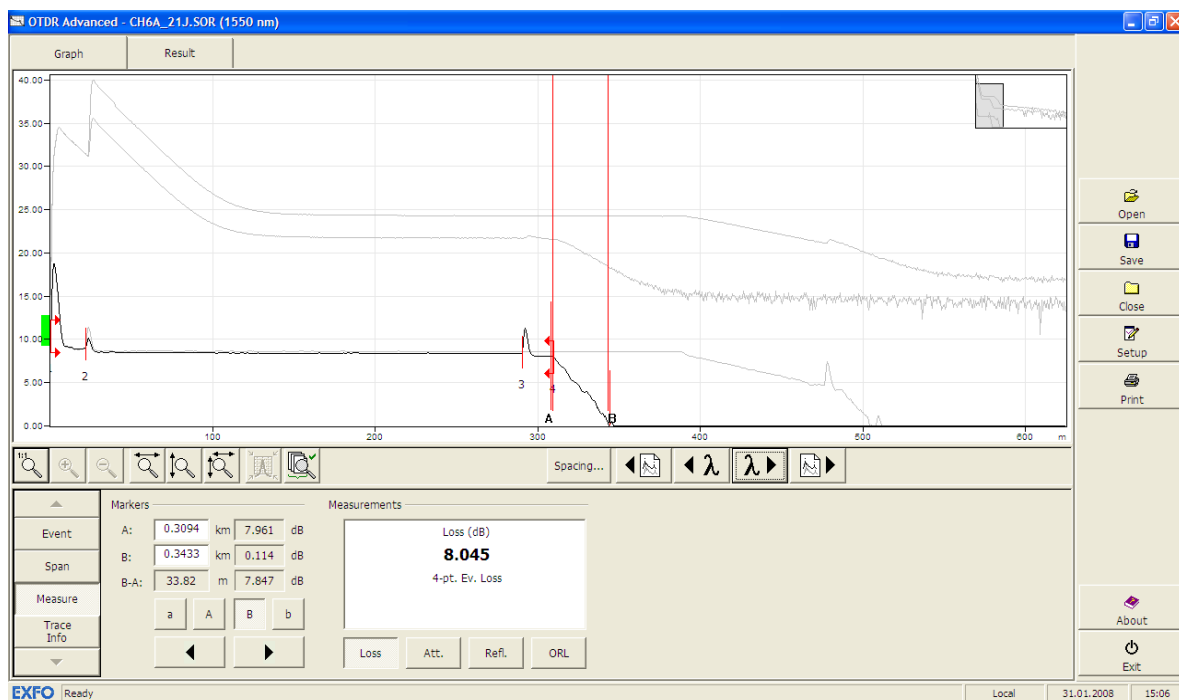 OTDR Advanced - CH6A_21J.SOR (1550 nm)
Graph
Result
40.00
35.00
30.00
25.00
20.00
15.00
10.00
5.00
0.00
2
3
4
A
B
100
200
300
400
500
600
m
Open
Save
Close
Setup
Print
About
Exit
1:1
Spacing...
λ
λ
Event
Span
Measure
Trace
Info
Markers
A: 0.3094 km 7.961 dB
B: 0.3433 km 0.114 dB
B-A: 33.82 m 7.847 dB
a A B b
Measurements
Loss (dB)
8.045
4-pt. Ev. Loss
Loss Att. Refl. ORL
EXFO Ready Local 31.01.2008 15:06